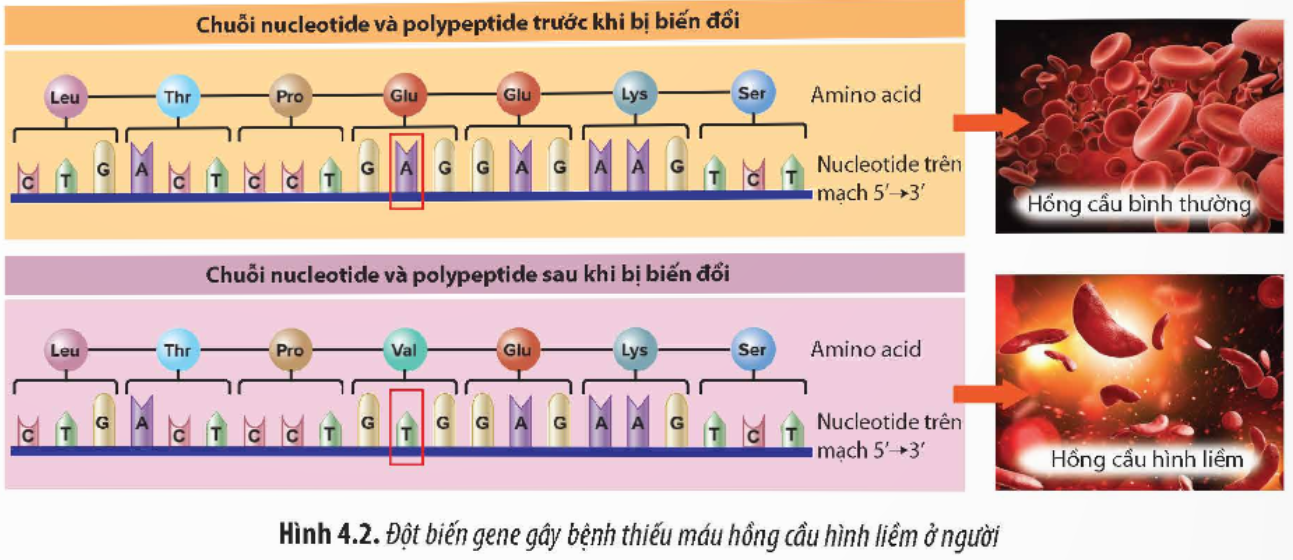 Chuỗi nucleotide và polypeptide trước khi bị biến đổi
Leu Thr Pro Glu Glu Lys Ser Amino acid
C T G A C T C C T G A G G A G A A G T C T
Nucleotide trên
mạch 5'→3'
Hồng cầu bình thường
Chuỗi nucleotide và polypeptide sau khi bị biến đổi
Leu Thr Pro Val Glu Lys Ser Amino acid
C T G A C T C C T G T G G A G A A G T C T
Nucleotide trên
mạch 5'→3'
Hồng cầu hình liềm
Hình 4.2. Đột biến gene gây bệnh thiếu máu hồng cầu hình liềm ở người